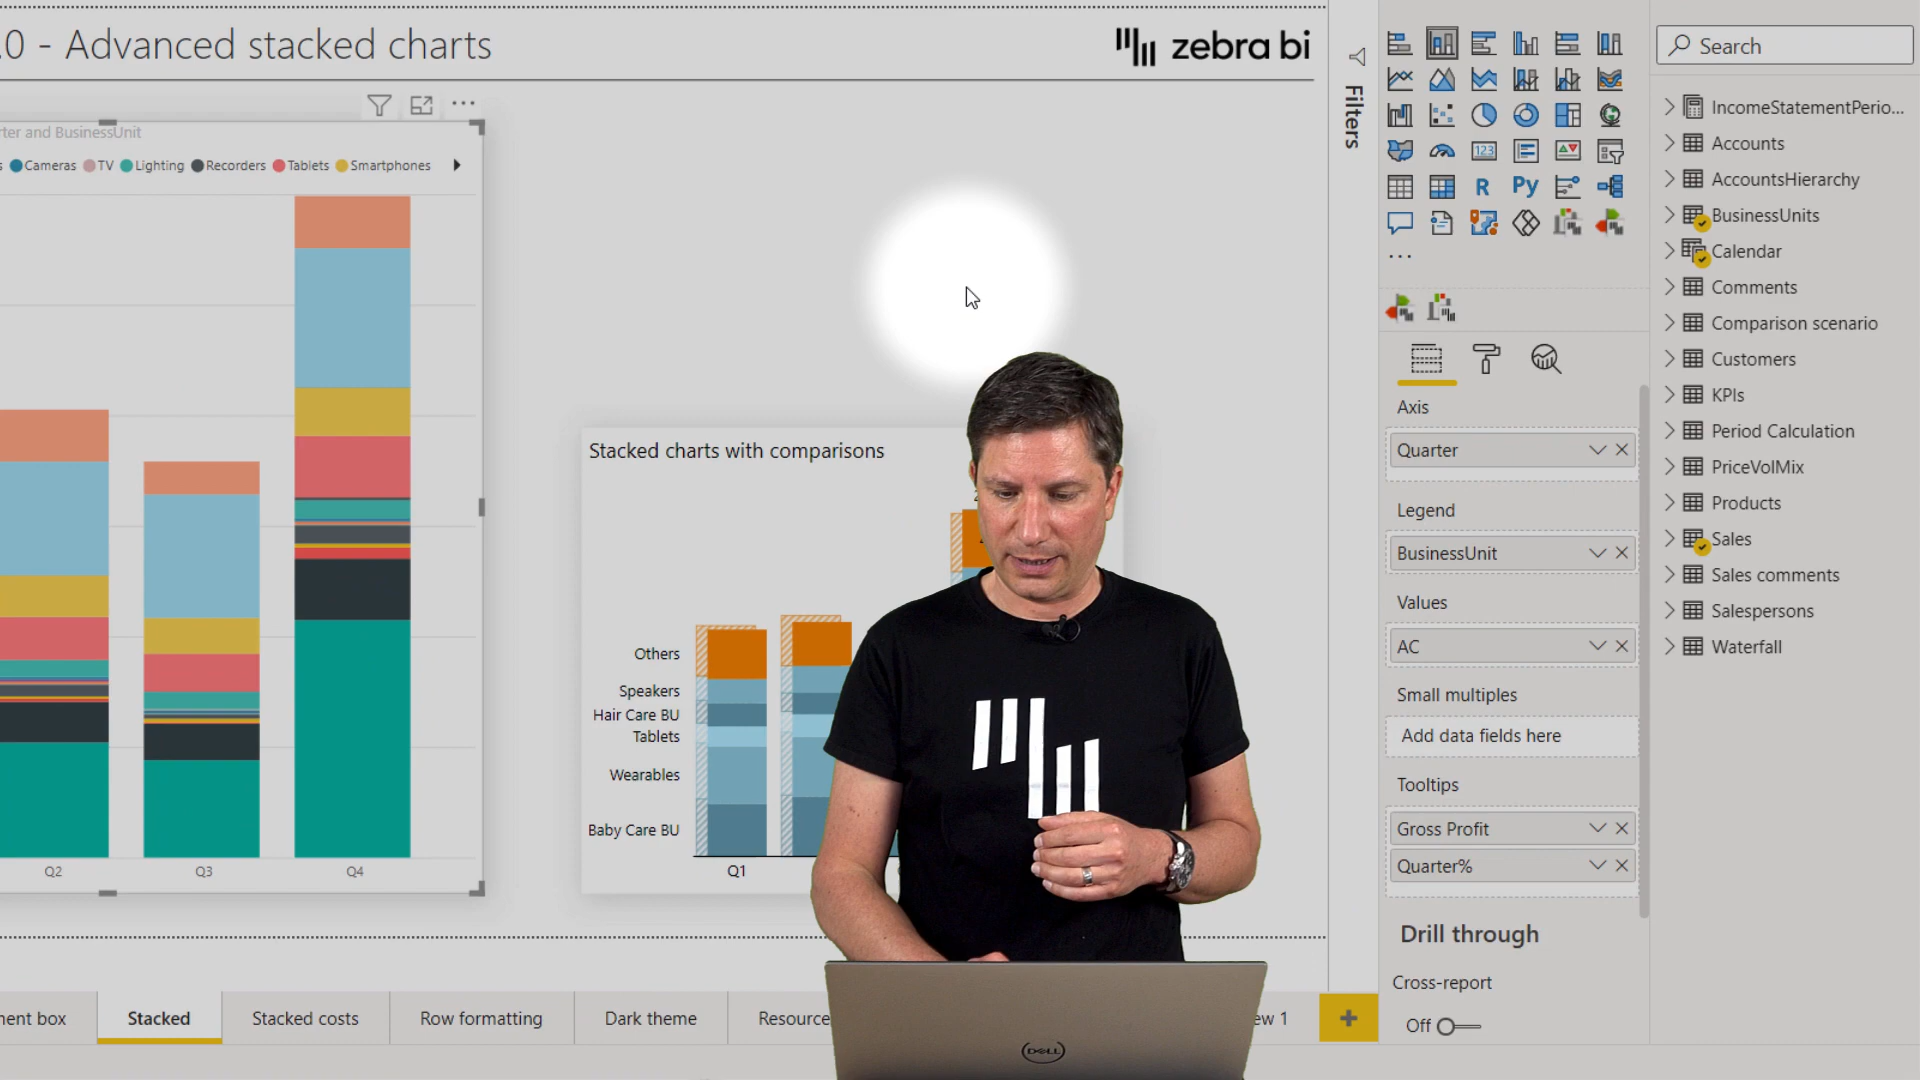 .0 - Advanced stacked charts
zebra bi
rter and BusinessUnit
s Cameras TV Lighting Recorders Tablets Smartphones
Q2 Q3 Q4
Stacked charts with comparisons
Others
Speakers
Hair Care BU
Tablets
Wearables
Baby Care BU
Q1
DELL
Filters
123
R
Py
Axis
Quarter
Legend
BusinessUnit
Values
AC
Small multiples
Add data fields here
Tooltips
Gross Profit
Quarter%
Drill through
Cross-report
Off
Search
IncomeStatementPerio...
Accounts
AccountsHierarchy
BusinessUnits
Calendar
Comments
Comparison scenario
Customers
KPIs
Period Calculation
PriceVolMix
Products
Sales
Sales comments
Salespersons
Waterfall
nent box Stacked Stacked costs Row formatting Dark theme Resource ew 1 +